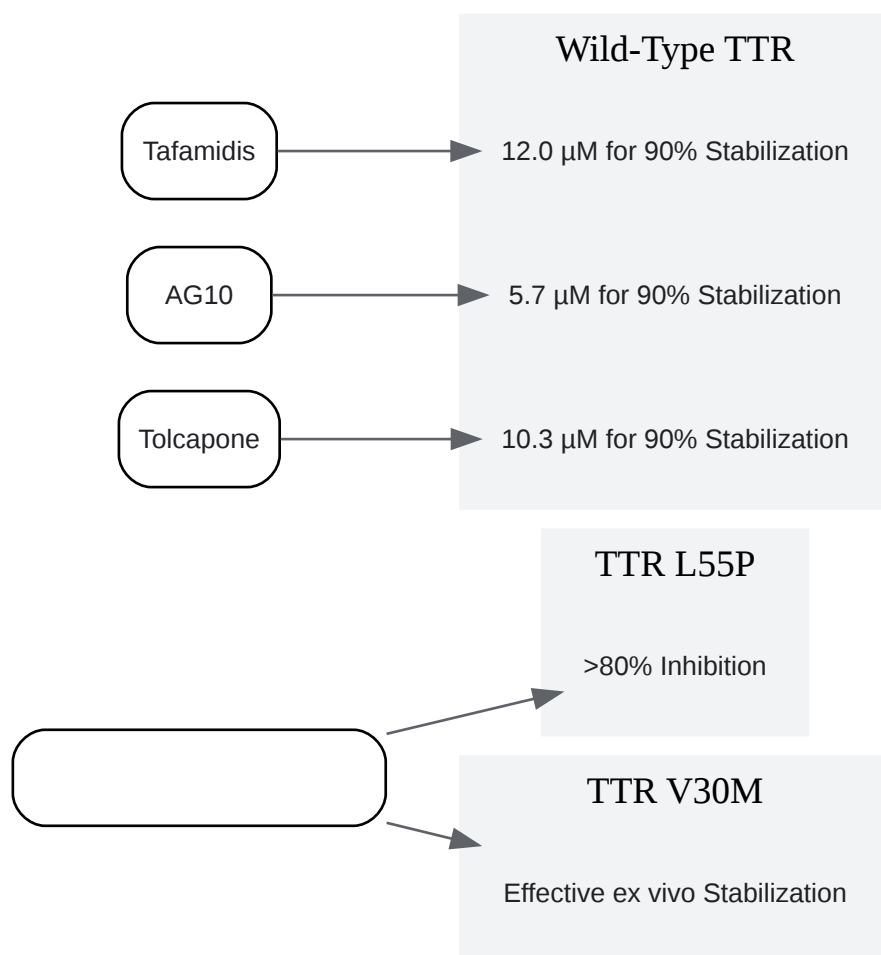 Wild-Type TTR
Tafamidis
12.0 µM for 90% Stabilization
AG10
5.7 µM for 90% Stabilization
Tolcapone
10.3 µM for 90% Stabilization
TTR L55P
>80% Inhibition
TTR V30M
Effective ex vivo Stabilization